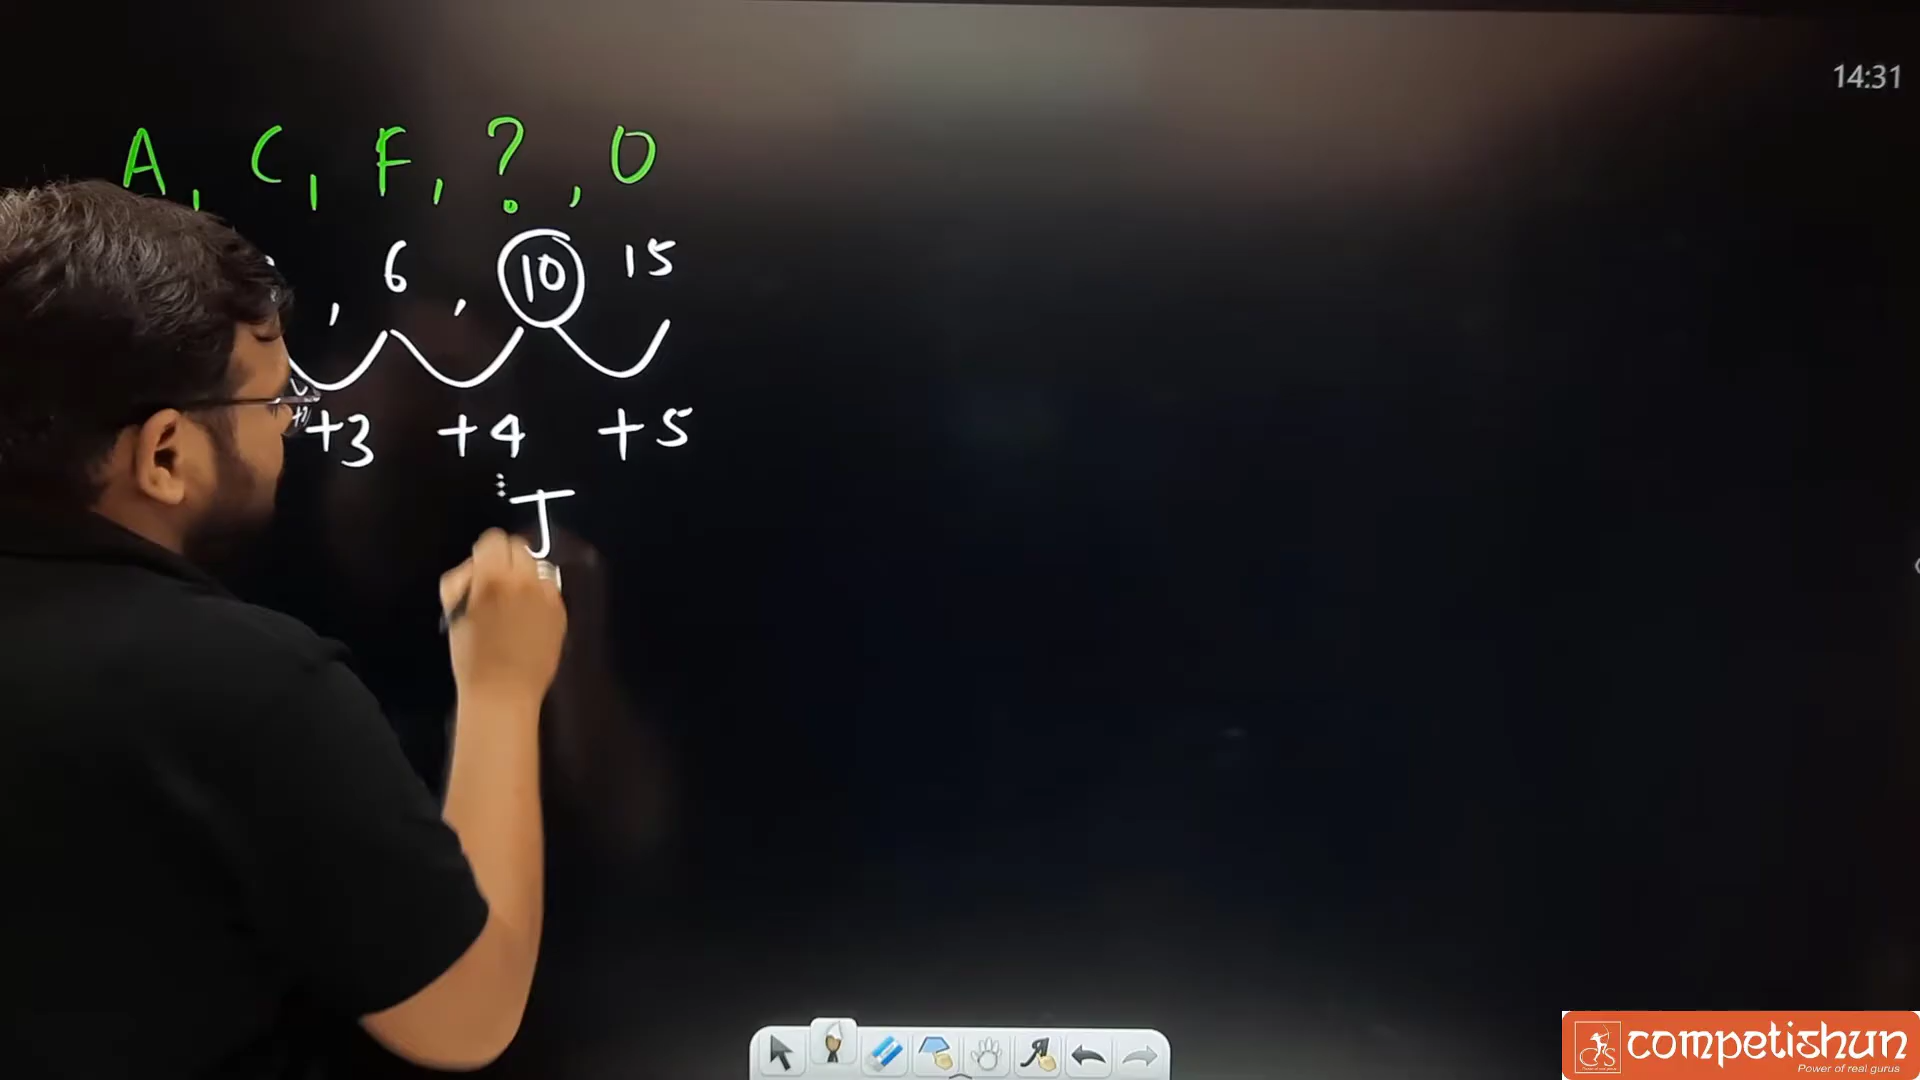 14:31
A, C, F, ?, O
6, 10 15
+3 +4 +5
J
competishun
Power of real gurus